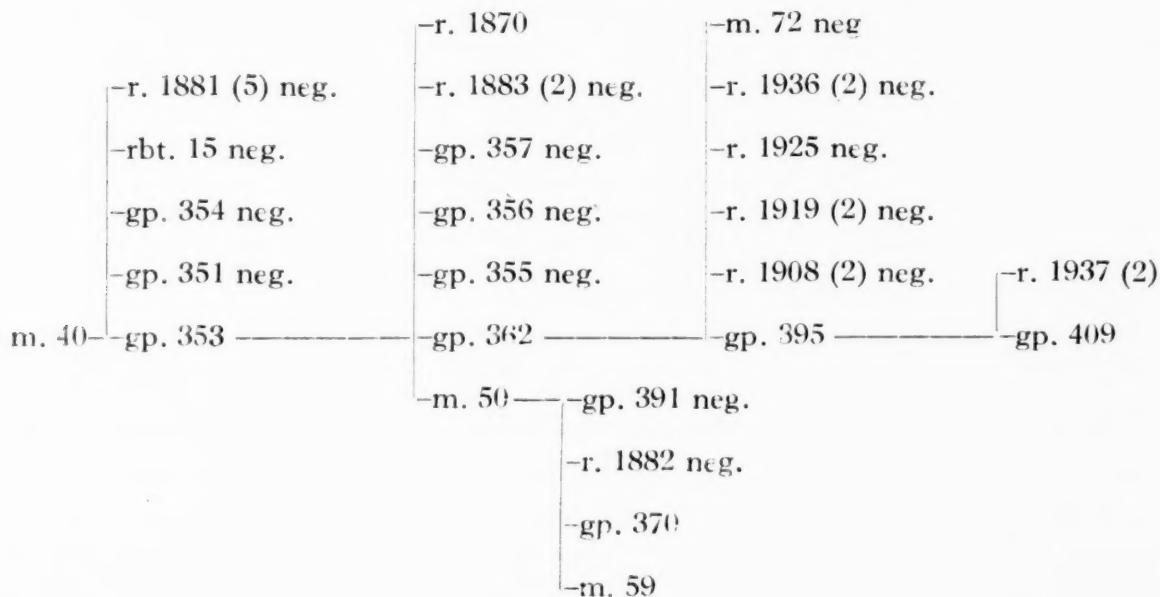 –r. 1870 –m. 72 neg
–r. 1881 (5) neg. –r. 1883 (2) neg. –r. 1936 (2) neg.
–rbt. 15 neg. –gp. 357 neg. –r. 1925 neg.
–gp. 354 neg. –gp. 356 neg. –r. 1919 (2) neg.
–gp. 351 neg. –gp. 355 neg. –r. 1908 (2) neg. –r. 1937 (2)
m. 40––gp. 353 –gp. 362 –gp. 395 –gp. 409
–m. 50 –gp. 391 neg.
–r. 1882 neg.
–gp. 370
–m. 59